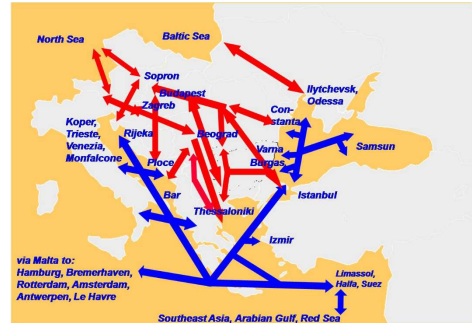 Baltic Sea
North Sea
Sopron
Budapest
Zagreb
Ilytchevsk,
Odessa
Con-
stanta
Koper,
Trieste,
Venezia,
Monfalcone
Rijeka
Beograd
Varna
Burgas
Samsun
Ploce
Bar
Istanbul
Thessaloniki
Izmir
via Malta to:
Hamburg, Bremerhaven,
Rotterdam, Amsterdam,
Antwerpen, Le Havre
Limassol,
Haifa, Suez
Southeast Asia, Arabian Gulf, Red Sea